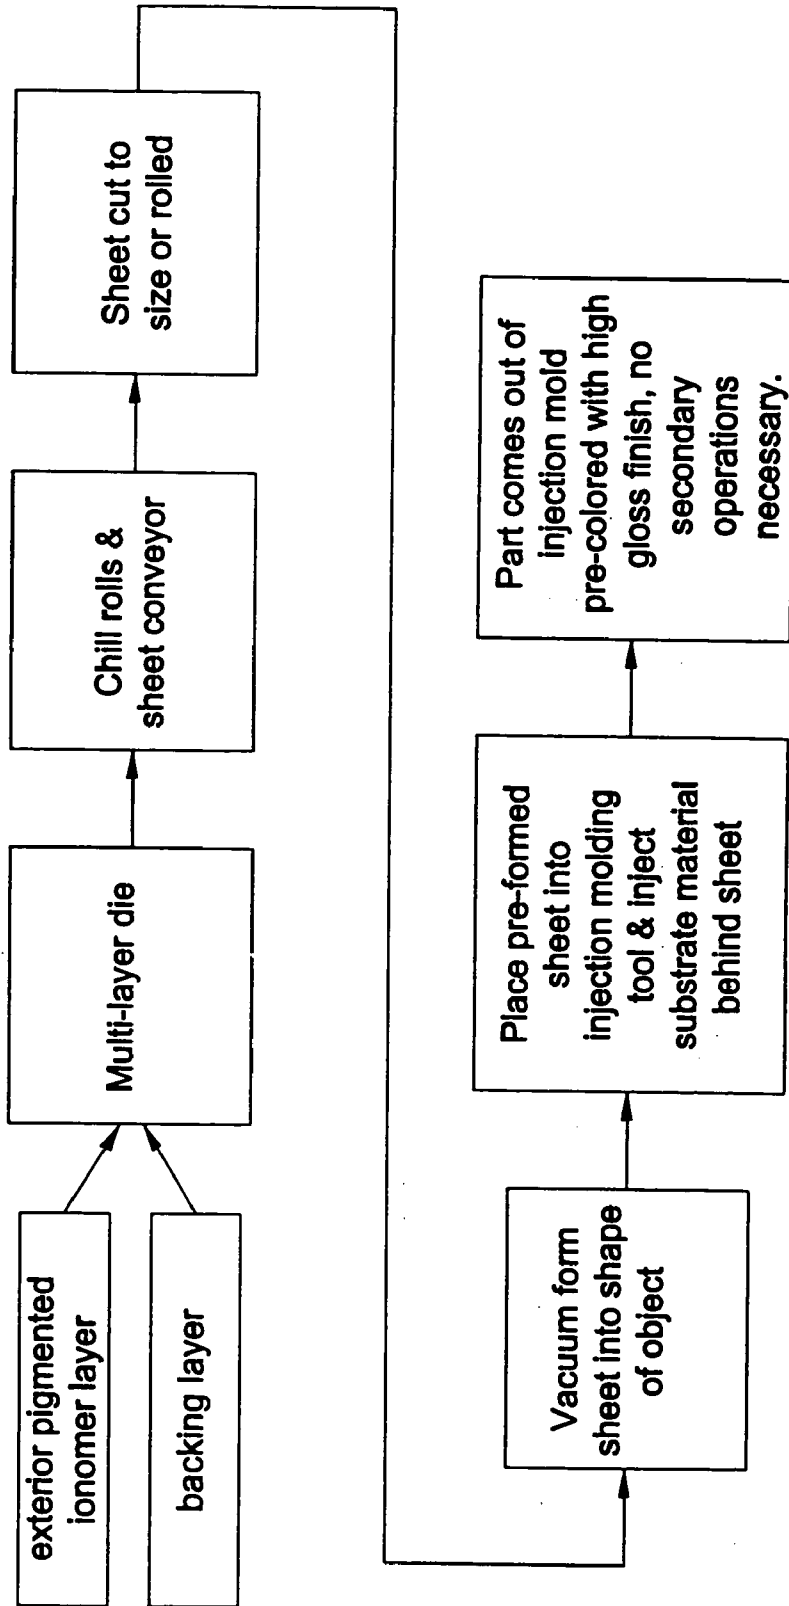 exterior pigmented
ionomer layer
backing layer
Multi-layer die
Chill rolls &
sheet conveyor
Sheet cut to
size or rolled
Vacuum form
sheet into shape
of object
Place pre-formed
sheet into
injection molding
tool & inject
substrate material
behind sheet
Part comes out of
injection mold
pre-colored with high
gloss finish, no
secondary
operations
necessary.